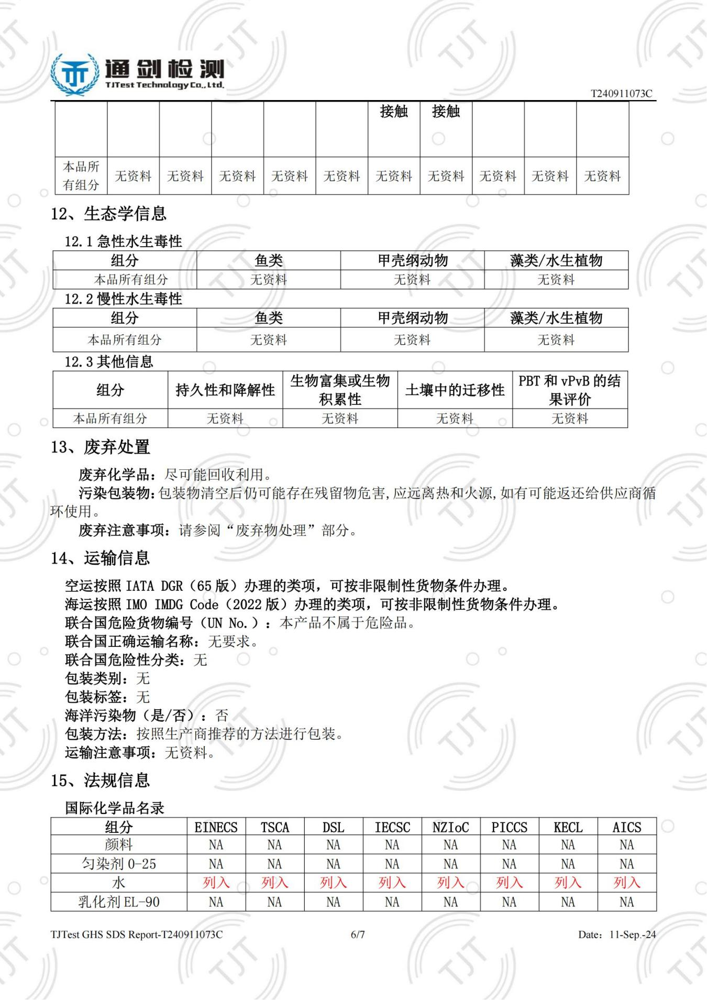 通剑检测
TJTest Technology Co., Ltd.
T240911073C
接触 接触
本品所有组分 无资料 无资料 无资料 无资料 无资料 无资料 无资料 无资料 无资料 无资料
12、生态学信息
12.1 急性水生毒性
组分 鱼类 甲壳纲动物 藻类/水生植物
本品所有组分 无资料 无资料 无资料
12.2 慢性水生毒性
组分 鱼类 甲壳纲动物 藻类/水生植物
本品所有组分 无资料 无资料 无资料
12.3 其他信息
组分 持久性和降解性 生物富集或生物积累性 土壤中的迁移性 PBT 和 vPvB 的结果评价
本品所有组分 无资料 无资料 无资料 无资料
13、废弃处置
废弃化学品：尽可能回收利用。
污染包装物:包装物清空后仍可能存在残留物危害,应远离热和火源,如有可能返还给供应商循
环使用。
废弃注意事项：请参阅“废弃物处理”部分。
14、运输信息
空运按照 IATA DGR（65 版）办理的类项，可按非限制性货物条件办理。
海运按照 IMO IMDG Code（2022 版）办理的类项，可按非限制性货物条件办理。
联合国危险货物编号（UN No.）：本产品不属于危险品。
联合国正确运输名称：无要求。
联合国危险性分类：无
包装类别：无
包装标签：无
海洋污染物（是/否）：否
包装方法：按照生产商推荐的方法进行包装。
运输注意事项：无资料。
15、法规信息
国际化学品名录
组分 EINECS TSCA DSL IECSC NZIoC PICCS KECL AICS
颜料 NA NA NA NA NA NA NA NA
匀染剂 0-25 NA NA NA NA NA NA NA NA
水 列入 列入 列入 列入 列入 列入 列入 列入
乳化剂 EL-90 NA NA NA NA NA NA NA NA
TJTest GHS SDS Report-T240911073C 6/7 Date：11-Sep.-24